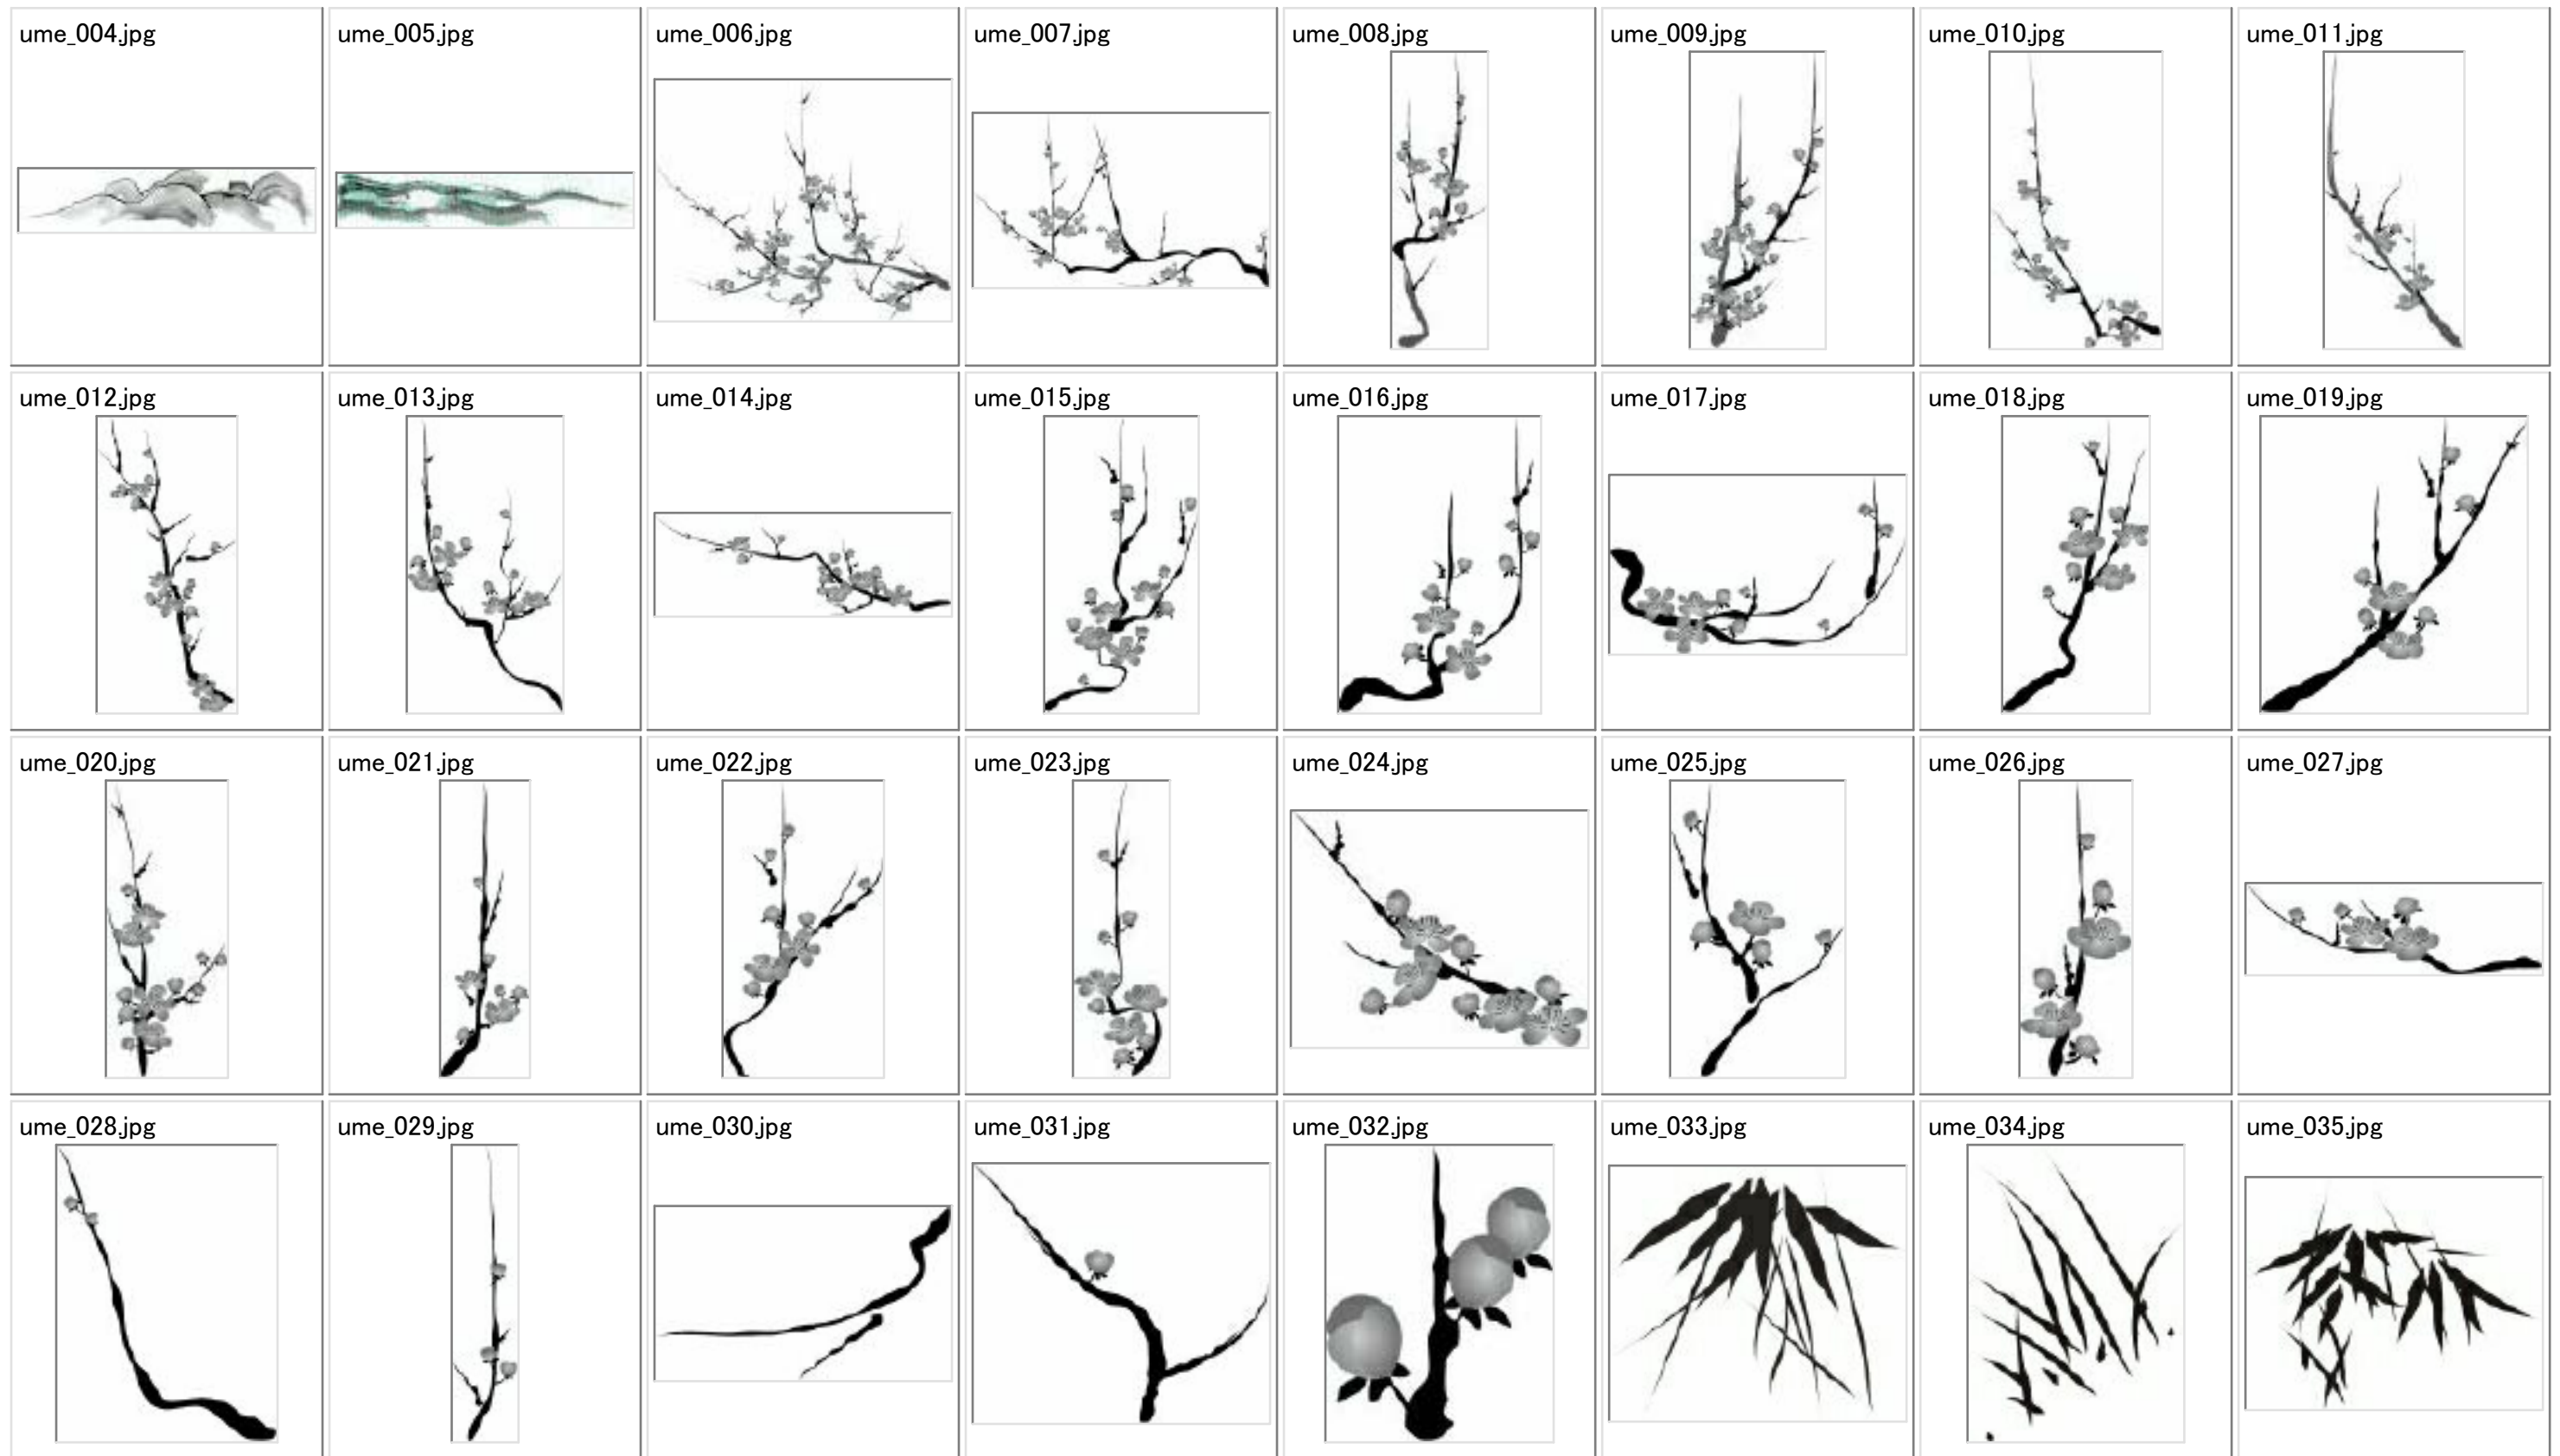 ume_004.jpg ume_005.jpg ume_006.jpg ume_007.jpg ume_008.jpg ume_009.jpg ume_010.jpg ume_011.jpg
ume_012.jpg ume_013.jpg ume_014.jpg ume_015.jpg ume_016.jpg ume_017.jpg ume_018.jpg ume_019.jpg
ume_020.jpg ume_021.jpg ume_022.jpg ume_023.jpg ume_024.jpg ume_025.jpg ume_026.jpg ume_027.jpg
ume_028.jpg ume_029.jpg ume_030.jpg ume_031.jpg ume_032.jpg ume_033.jpg ume_034.jpg ume_035.jpg